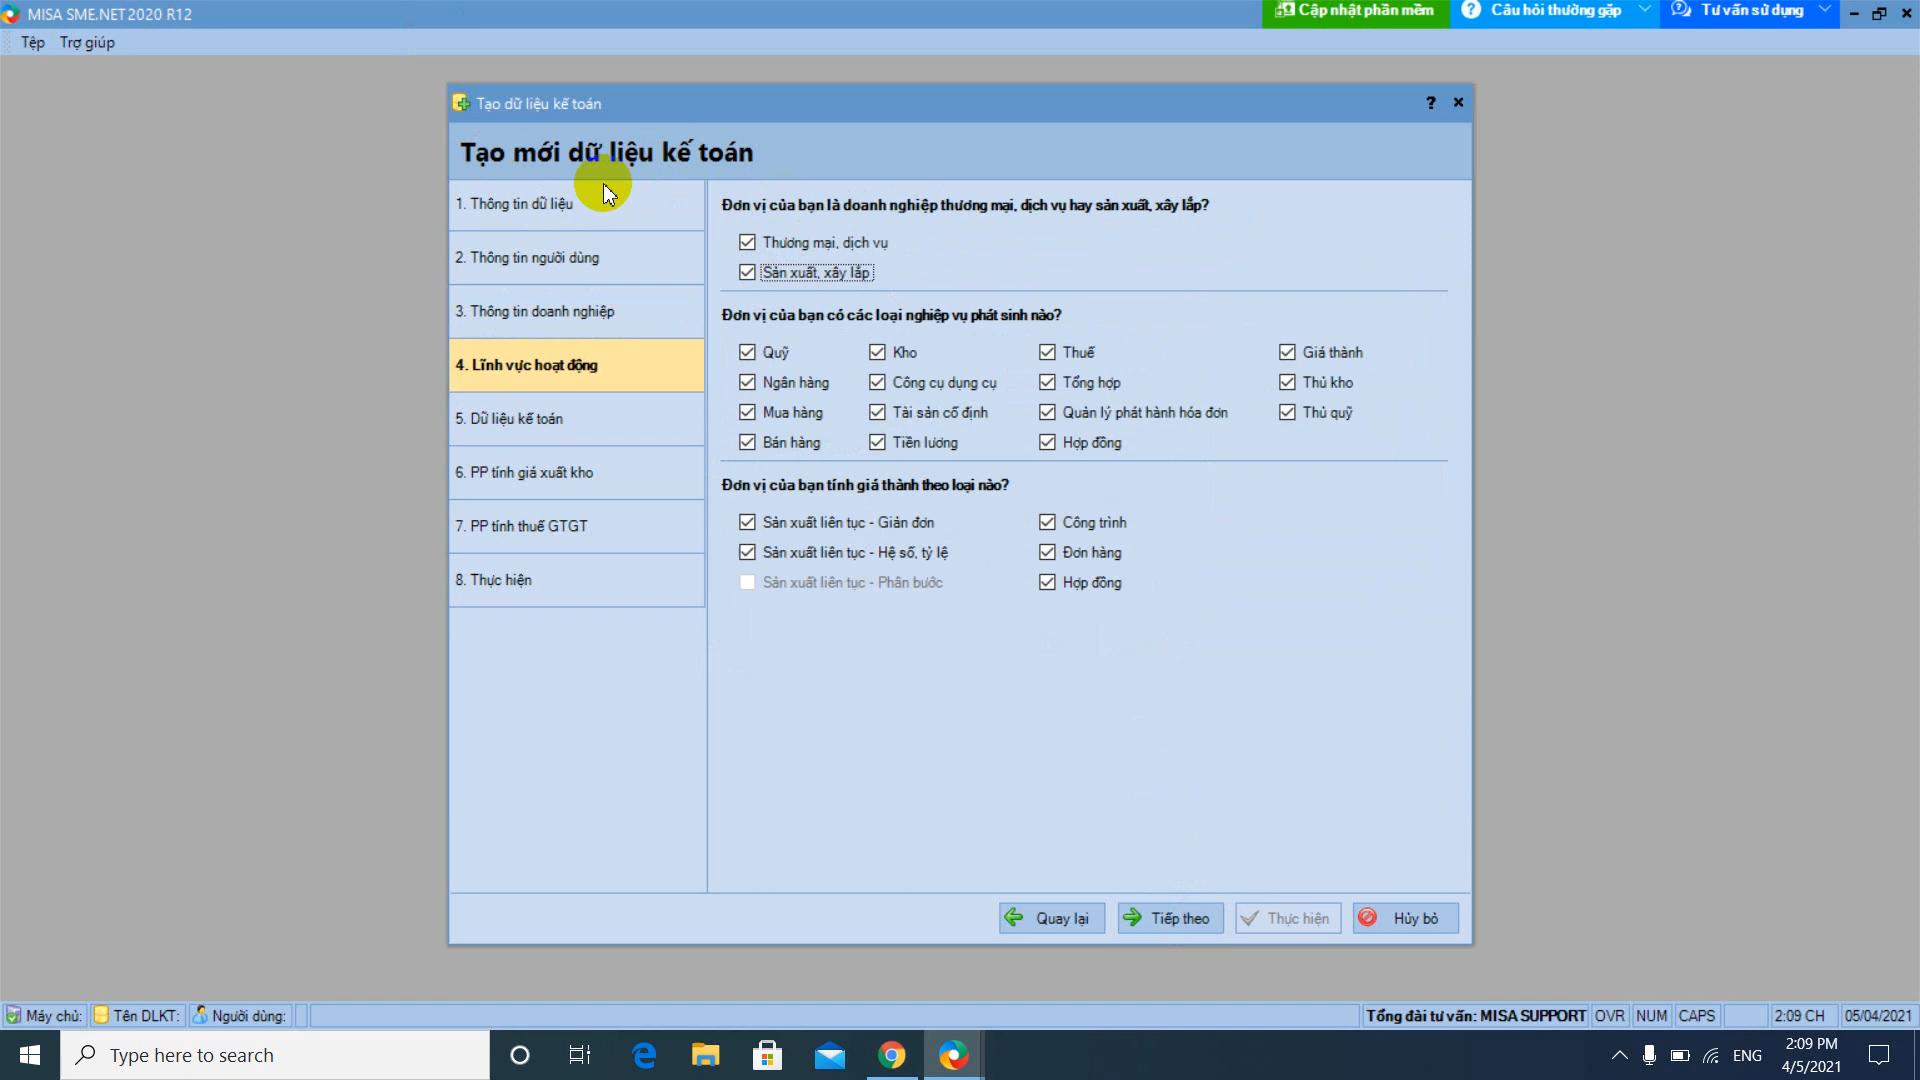 MISA SME.NET 2020 R12
Cập nhật phần mềm
Câu hỏi thường gặp
Tư vấn sử dụng
Tệp Trợ giúp
Tạo dữ liệu kế toán
Tạo mới dữ liệu kế toán
1. Thông tin dữ liệu
2. Thông tin người dùng
3. Thông tin doanh nghiệp
4. Lĩnh vực hoạt động
5. Dữ liệu kế toán
6. PP tính giá xuất kho
7. PP tính thuế GTGT
8. Thực hiện
Đơn vị của bạn là doanh nghiệp thương mại, dịch vụ hay sản xuất, xây lắp?
Thương mại, dịch vụ
Sản xuất, xây lắp
Đơn vị của bạn có các loại nghiệp vụ phát sinh nào?
Quỹ Kho Thuế Giá thành
Ngân hàng Công cụ dụng cụ Tổng hợp Thủ kho
Mua hàng Tài sản cố định Quản lý phát hành hóa đơn Thủ quỹ
Bán hàng Tiền lương Hợp đồng
Đơn vị của bạn tính giá thành theo loại nào?
Sản xuất liên tục - Giản đơn Công trình
Sản xuất liên tục - Hệ số, tỷ lệ Đơn hàng
Sản xuất liên tục - Phân bước Hợp đồng
Quay lại Tiếp theo Thực hiện Hủy bỏ
Máy chủ: Tên DLKT: Người dùng: Tổng đài tư vấn: MISA SUPPORT OVR NUM CAPS 2:09 CH 05/04/2021
Type here to search
ENG
2:09 PM
4/5/2021